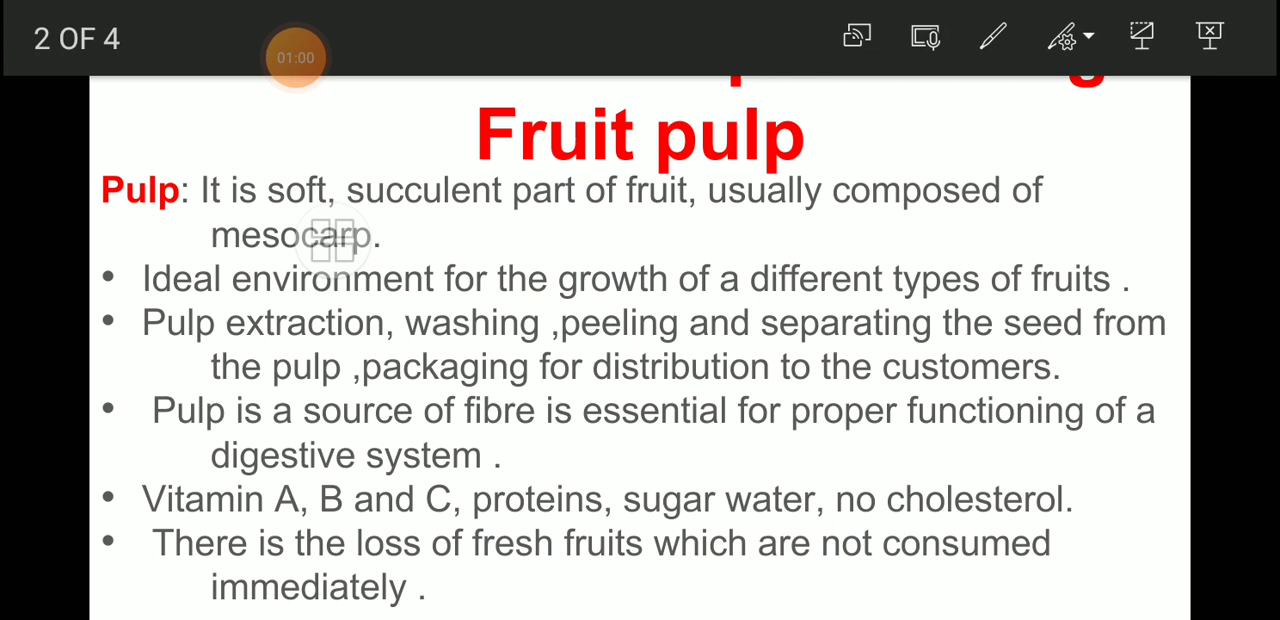 2 OF 4
01:00
Fruit pulp
Pulp: It is soft, succulent part of fruit, usually composed of
mesocarp.
• Ideal environment for the growth of a different types of fruits .
• Pulp extraction, washing ,peeling and separating the seed from
the pulp ,packaging for distribution to the customers.
• Pulp is a source of fibre is essential for proper functioning of a
digestive system .
• Vitamin A, B and C, proteins, sugar water, no cholesterol.
• There is the loss of fresh fruits which are not consumed
immediately .